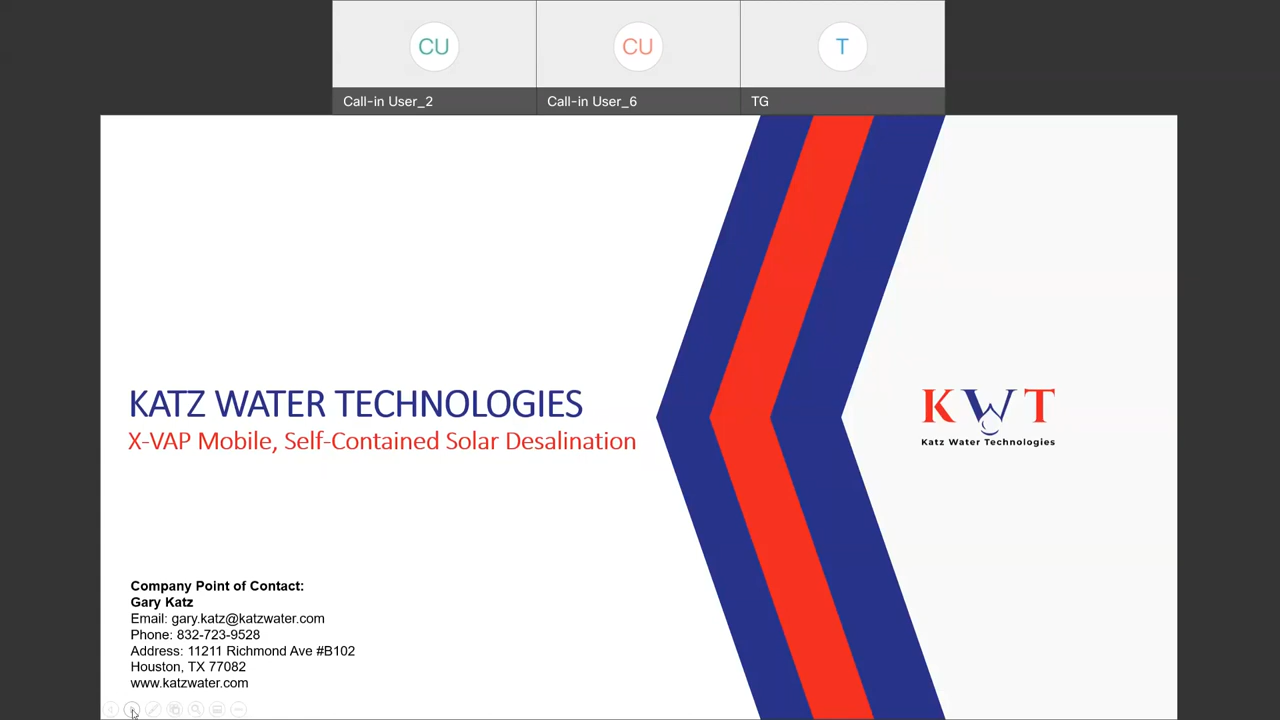 CU
CU
T
Call-in User_2
Call-in User_6
TG
KATZ WATER TECHNOLOGIES
X-VAP Mobile, Self-Contained Solar Desalination
KWT
Katz Water Technologies
Company Point of Contact:
Gary Katz
Email: gary.katz@katzwater.com
Phone: 832-723-9528
Address: 11211 Richmond Ave #B102
Houston, TX 77082
www.katzwater.com